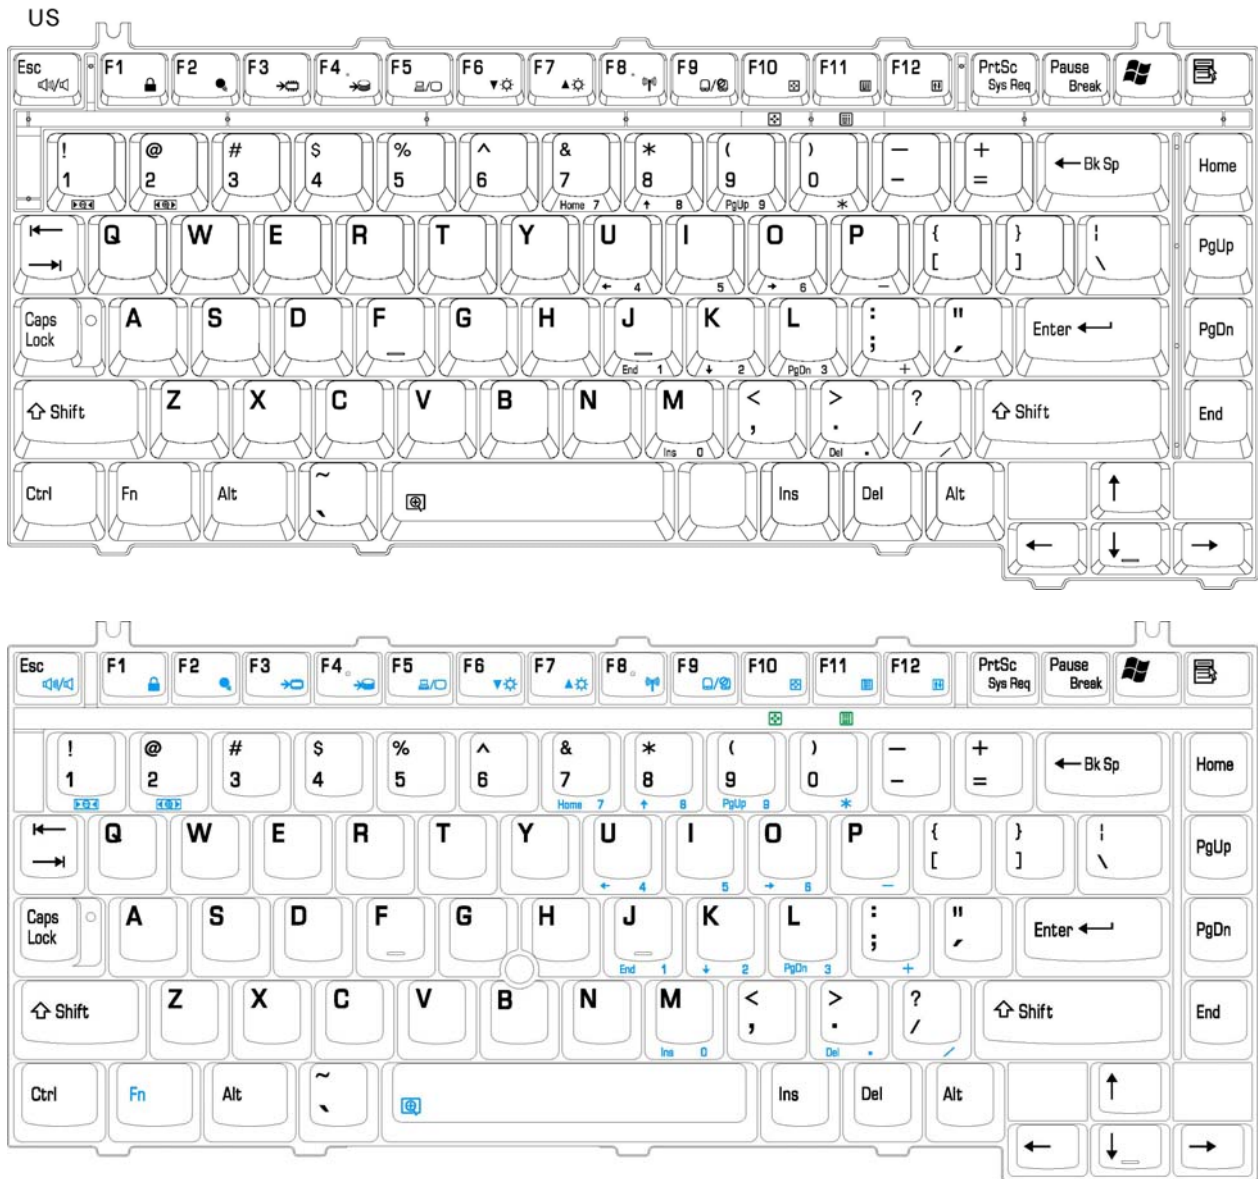 US
Esc F1 F2 F3 F4 F5 F6 F7 F8 F9 F10 F11 F12 PrtSc Sys Req Pause Break
! 1 @ 2 # 3 $ 4 % 5 ^ 6 & 7 * 8 ( 9 ) 0 — - + = ← Bk Sp Home
Home 7 ↑ 8 PgUp 9 *
Q W E R T Y U I O P { [ } ] ¦ \ PgUp
← 4 5 → 6 —
Caps Lock A S D F G H J K L : ; " ' Enter PgDn
End 1 ↓ 2 PgDn 3 +
Shift Z X C V B N M < , > . ? / Shift End
Ins 0 Del . /
Ctrl Fn Alt ~ ` Ins Del Alt ↑
← ↓ →
Esc F1 F2 F3 F4 F5 F6 F7 F8 F9 F10 F11 F12 PrtSc Sys Req Pause Break
! 1 @ 2 # 3 $ 4 % 5 ^ 6 & 7 * 8 ( 9 ) 0 — - + = ← Bk Sp Home
Home 7 ↑ 8 PgUp 9 *
Q W E R T Y U I O P { [ } ] ¦ \ PgUp
← 4 5 → 6 —
Caps Lock A S D F G H J K L : ; " ' Enter PgDn
End 1 ↓ 2 PgDn 3 +
Shift Z X C V B N M < , > . ? / Shift End
Ins 0 Del . /
Ctrl Fn Alt ~ ` Ins Del Alt ↑
← ↓ →